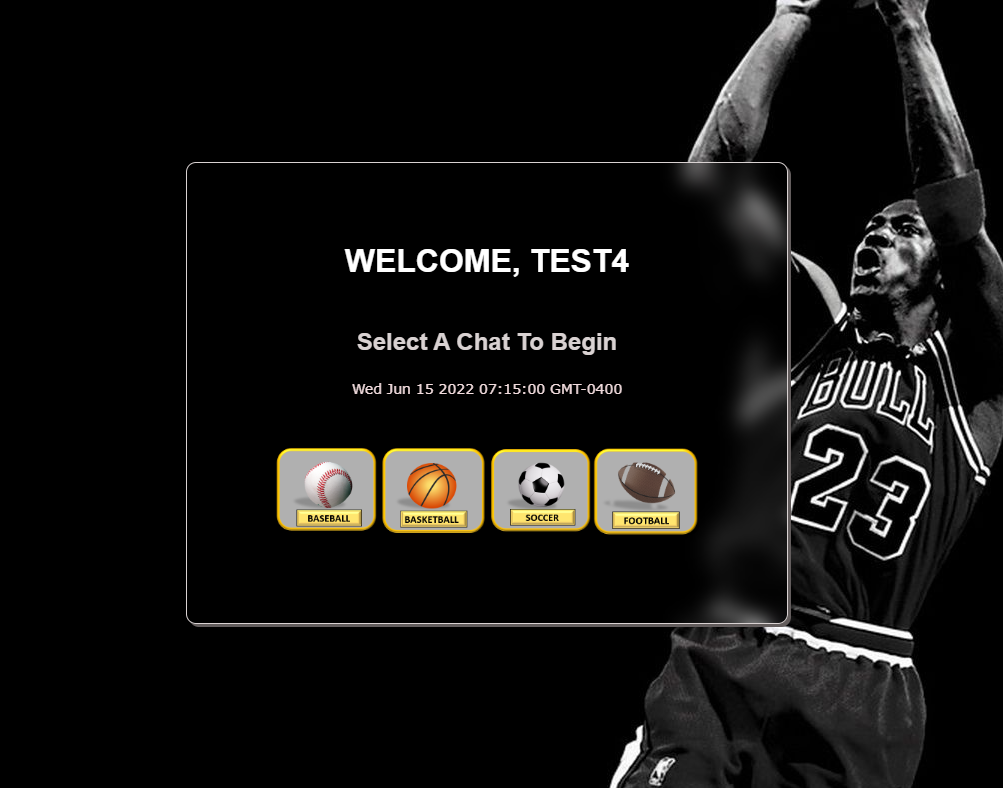 WELCOME, TEST4
Select A Chat To Begin
Wed Jun 15 2022 07:15:00 GMT-0400
BASEBALL
BASKETBALL
SOCCER
FOOTBALL
BULL
23